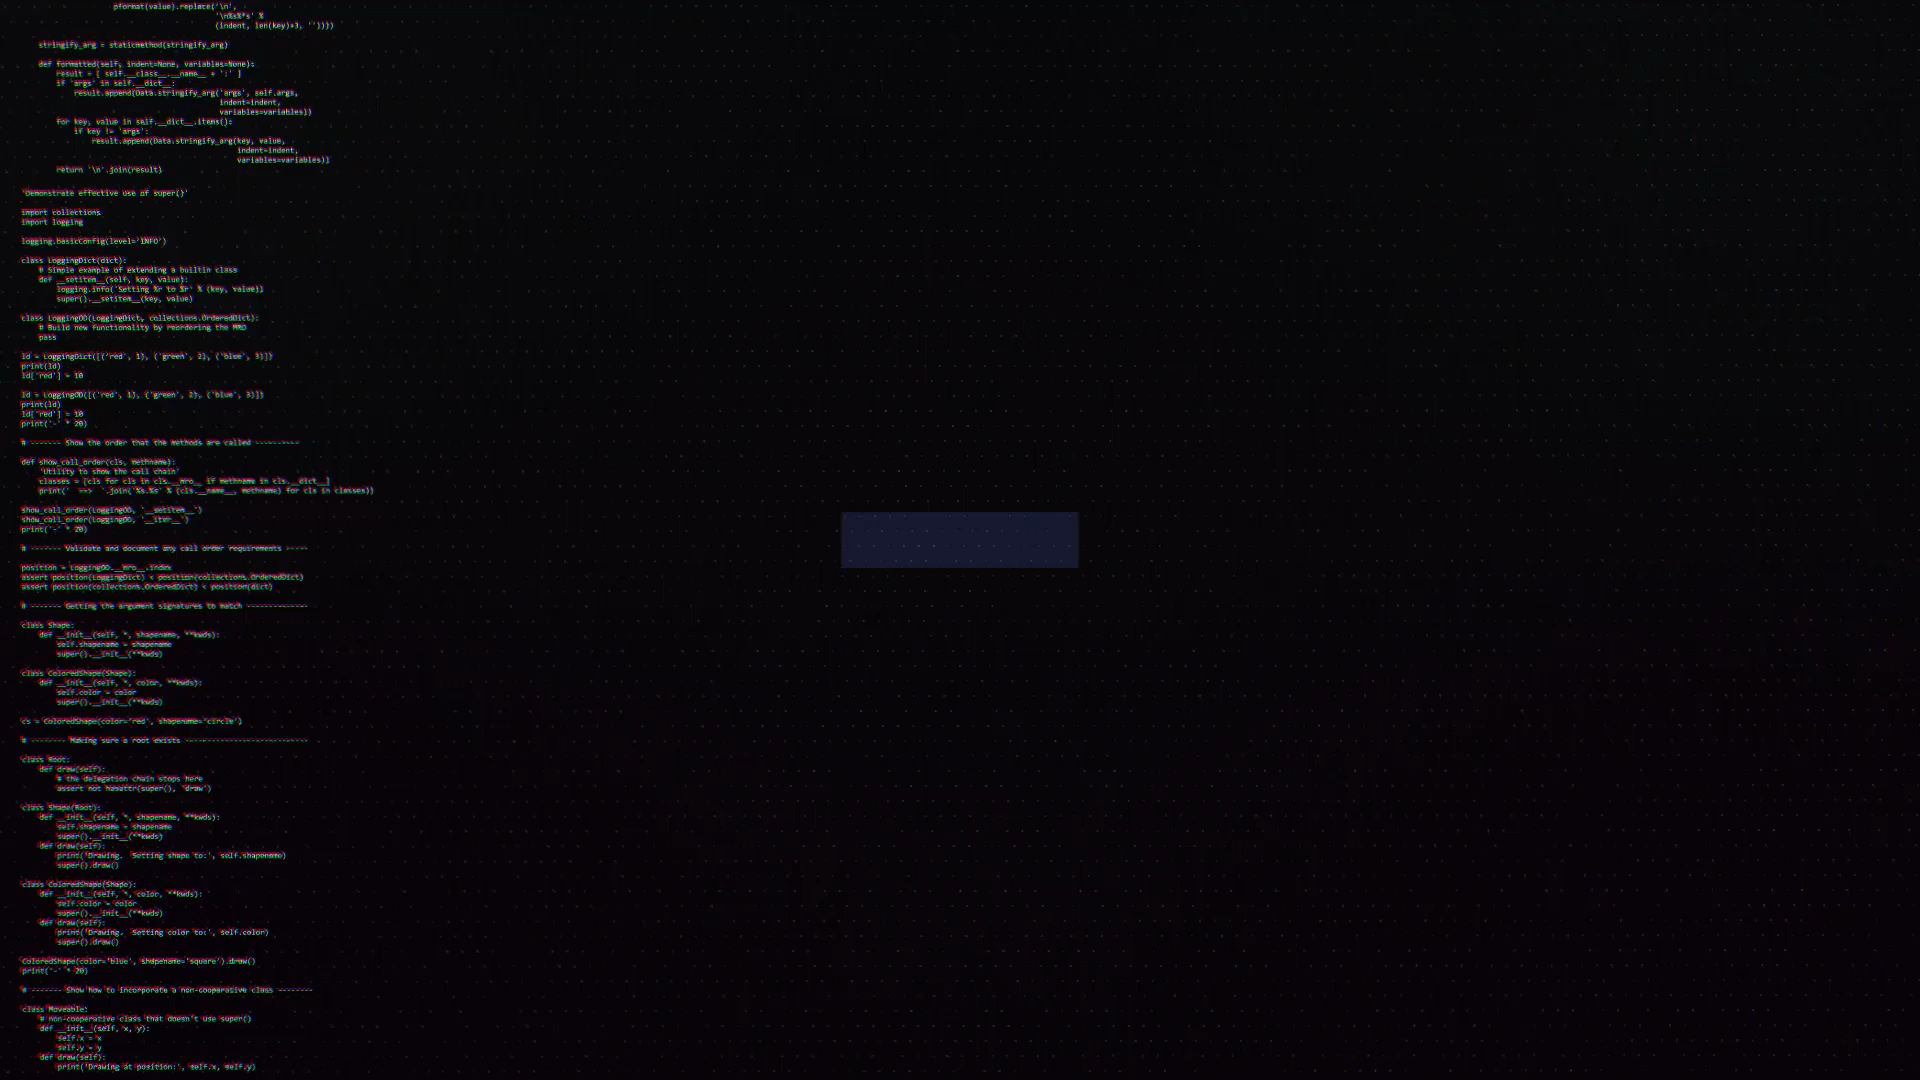 pformat(value).replace('\n',
'\n%s%*s' %
(indent, len(key)+3, ''))))
stringify_arg = staticmethod(stringify_arg)
def formatted(self, indent=None, variables=None):
result = [ self.__class__.__name__ + ':' ]
if 'args' in self.__dict__:
result.append(Data.stringify_arg('args', self.args,
indent=indent,
variables=variables))
for key, value in self.__dict__.items():
if key != 'args':
result.append(Data.stringify_arg(key, value,
indent=indent,
variables=variables))
return '\n'.join(result)
'Demonstrate effective use of super()'
import collections
import logging
logging.basicConfig(level='INFO')
class LoggingDict(dict):
# Simple example of extending a builtin class
def __setitem__(self, key, value):
logging.info('Setting %r to %r' % (key, value))
super().__setitem__(key, value)
class LoggingOD(LoggingDict, collections.OrderedDict):
# Build new functionality by reordering the MRO
pass
ld = LoggingDict([('red', 1), ('green', 2), ('blue', 3)])
print(ld)
ld['red'] = 10
ld = LoggingOD([('red', 1), ('green', 2), ('blue', 3)])
print(ld)
ld['red'] = 10
print('-' * 20)
# ------- Show the order that the methods are called ----------
def show_call_order(cls, methname):
'Utility to show the call chain'
classes = [cls for cls in cls.__mro__ if methname in cls.__dict__]
print('  ==>  '.join('%s.%s' % (cls.__name__, methname) for cls in classes))
show_call_order(LoggingOD, '__setitem__')
show_call_order(LoggingOD, '__iter__')
print('-' * 20)
# ------- Validate and document any call order requirements -----
position = LoggingOD.__mro__.index
assert position(LoggingDict) < position(collections.OrderedDict)
assert position(collections.OrderedDict) < position(dict)
# ------- Getting the argument signatures to match --------------
class Shape:
def __init__(self, *, shapename, **kwds):
self.shapename = shapename
super().__init__(**kwds)
class ColoredShape(Shape):
def __init__(self, *, color, **kwds):
self.color = color
super().__init__(**kwds)
cs = ColoredShape(color='red', shapename='circle')
# -------- Making sure a root exists ----------------------------
class Root:
def draw(self):
# the delegation chain stops here
assert not hasattr(super(), 'draw')
class Shape(Root):
def __init__(self, *, shapename, **kwds):
self.shapename = shapename
super().__init__(**kwds)
def draw(self):
print('Drawing.  Setting shape to:', self.shapename)
super().draw()
class ColoredShape(Shape):
def __init__(self, *, color, **kwds):
self.color = color
super().__init__(**kwds)
def draw(self):
print('Drawing.  Setting color to:', self.color)
super().draw()
ColoredShape(color='blue', shapename='square').draw()
print('-' * 20)
# ------- Show how to incorporate a non-cooperative class --------
class Moveable:
# non-cooperative class that doesn't use super()
def __init__(self, x, y):
self.x = x
self.y = y
def draw(self):
print('Drawing at position:', self.x, self.y)